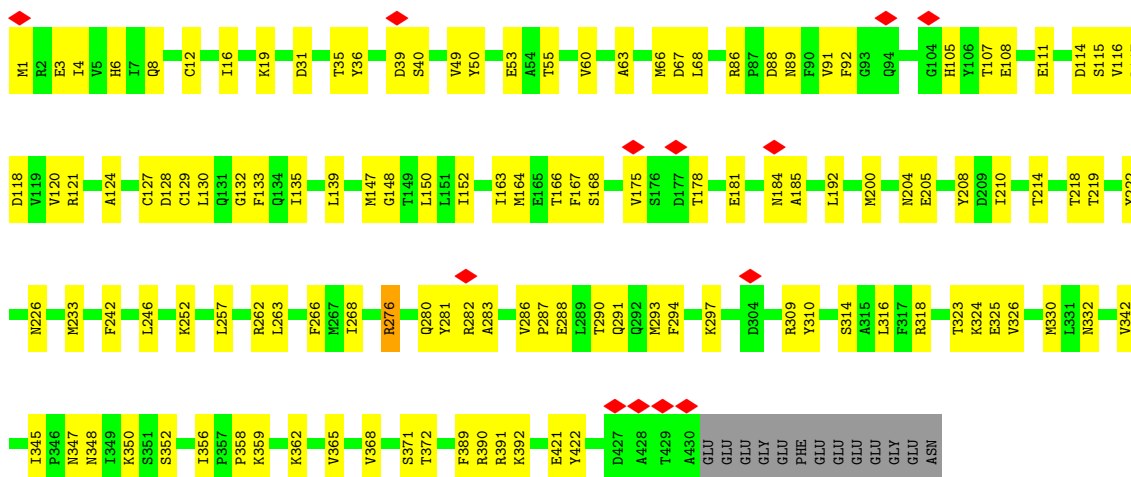 M1 R2 E3 I4 V5 H6 I7 Q8 C12 I16 K19 D31 T35 Y36 D39 S40 V49 Y50 E53 A54 T55 V60 A63 M66 D67 L68 R86 P87 D88 N89 F90 V91 F92 G93 Q94 G104 H105 Y106 T107 E108 E111 D114 S115 V116
D118 V119 V120 R121 A124 C127 D128 C129 L130 Q131 G132 F133 Q134 I135 L139 M147 G148 T149 L150 L151 I152 I163 M164 E165 T166 F167 S168 V175 S176 D177 T178 E181 N184 A185 L192 M200 N204 E205 Y208 D209 I210 T214 T218 T219
N226 M233 F242 L246 K252 L257 R262 L263 F266 M267 I268 R276 Q280 Y281 R282 A283 V286 P287 E288 L289 T290 Q291 Q292 M293 F294 K297 D304 R309 Y310 S314 A315 L316 F317 R318 T323 K324 E325 V326 M330 L331 N332 V342
I345 P346 N347 N348 I349 K350 S351 S352 I356 P357 P358 K359 K362 V365 V368 S371 T372 F389 R390 R391 K392 E421 Y422 D427 A428 T429 A430 GLU GLU GLU GLY GLU PHE GLU GLU GLU GLU GLU GLY GLU ASN